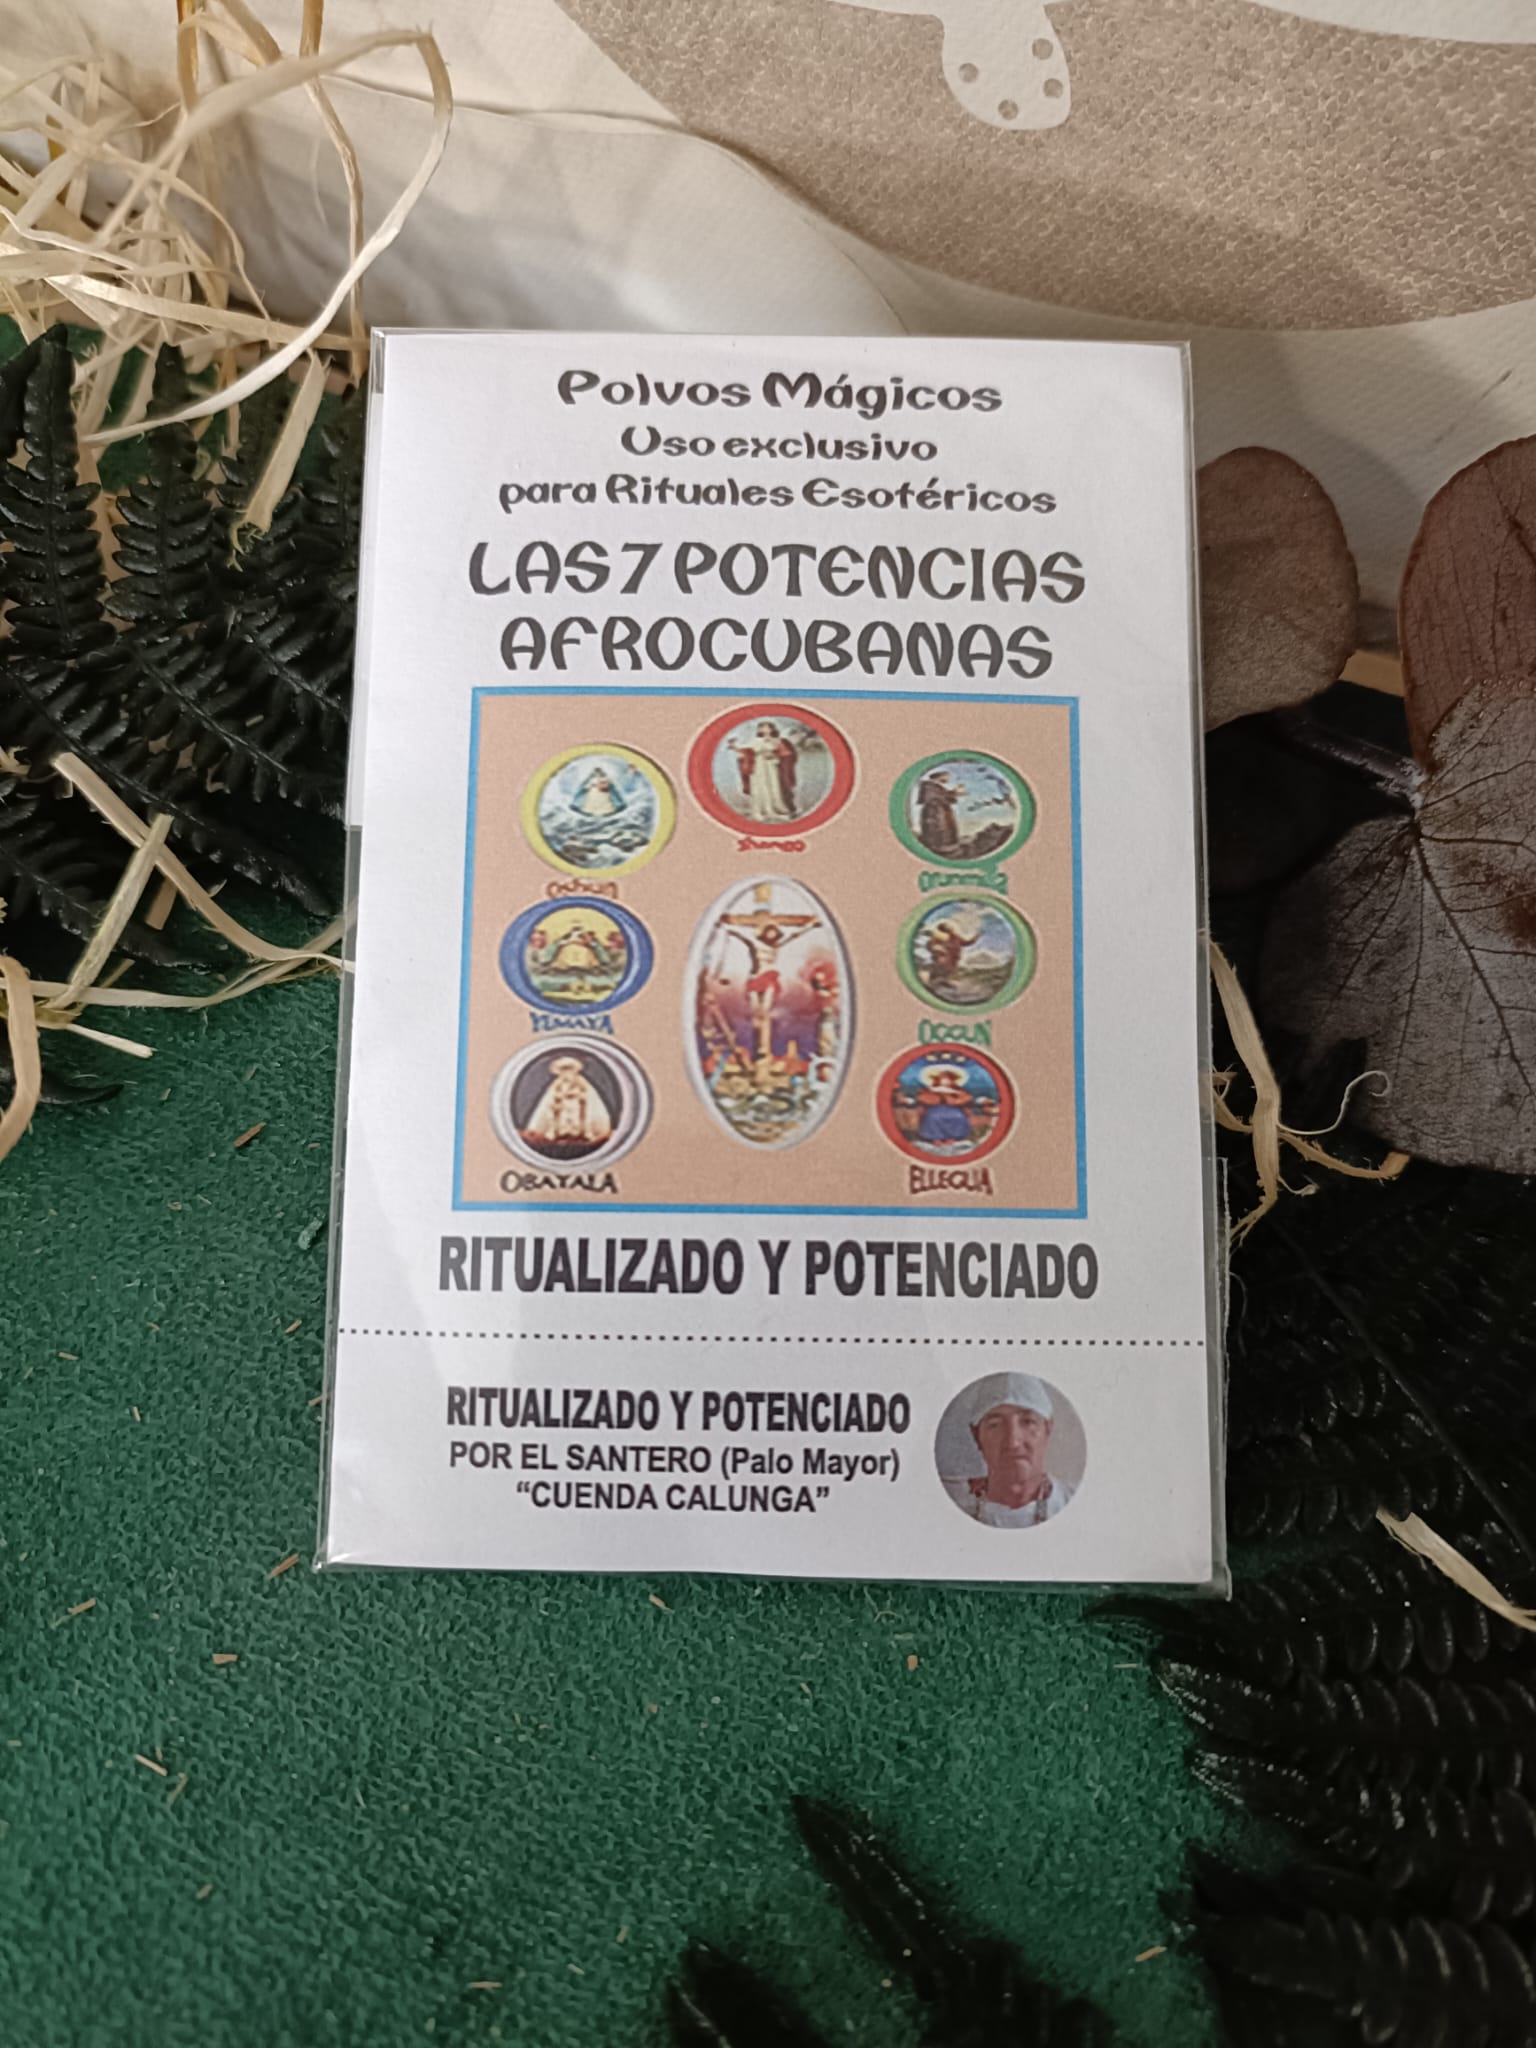 Polvos Mágicos
Uso exclusivo
para Rituales Esotéricos
LAS 7 POTENCIAS
AFROCUBANAS
Oshun
YEMAYA
OGGUN
OBATALA
ELLEGUA
RITUALIZADO Y POTENCIADO
RITUALIZADO Y POTENCIADO
POR EL SANTERO (Palo Mayor)
“CUENDA CALUNGA”